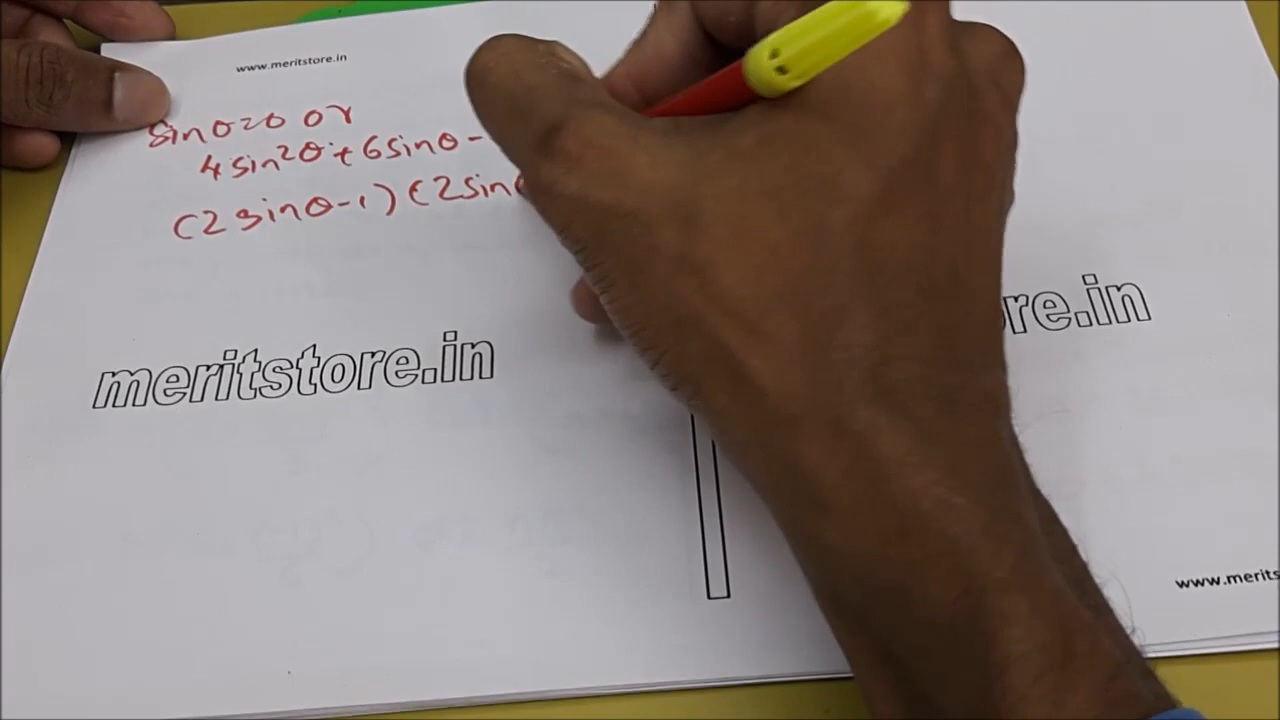 www.meritstore.in
sinθ=0 or
4sin²θ+6sinθ-
(2sinθ-1)(2sin
meritstore.in
re.in
www.merits